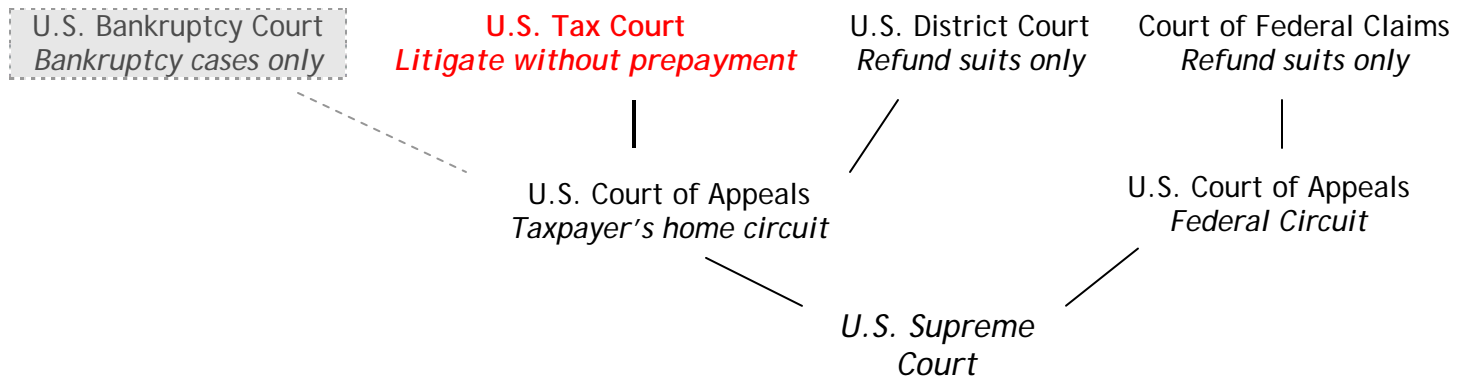 U.S. Bankruptcy Court
Bankruptcy cases only
U.S. Tax Court
Litigate without prepayment
U.S. District Court
Refund suits only
Court of Federal Claims
Refund suits only
U.S. Court of Appeals
Taxpayer's home circuit
U.S. Court of Appeals
Federal Circuit
U.S. Supreme
Court